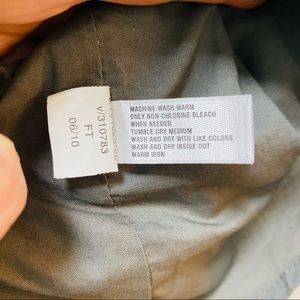 V/310783
FT
06/10
MACHINE WASH WARM
ONLY NON-CHLORINE BLEACH
WHEN NEEDED
TUMBLE DRY MEDIUM
WASH AND DRY WITH LIKE COLORS
WASH AND DRY INSIDE OUT
WARM IRON